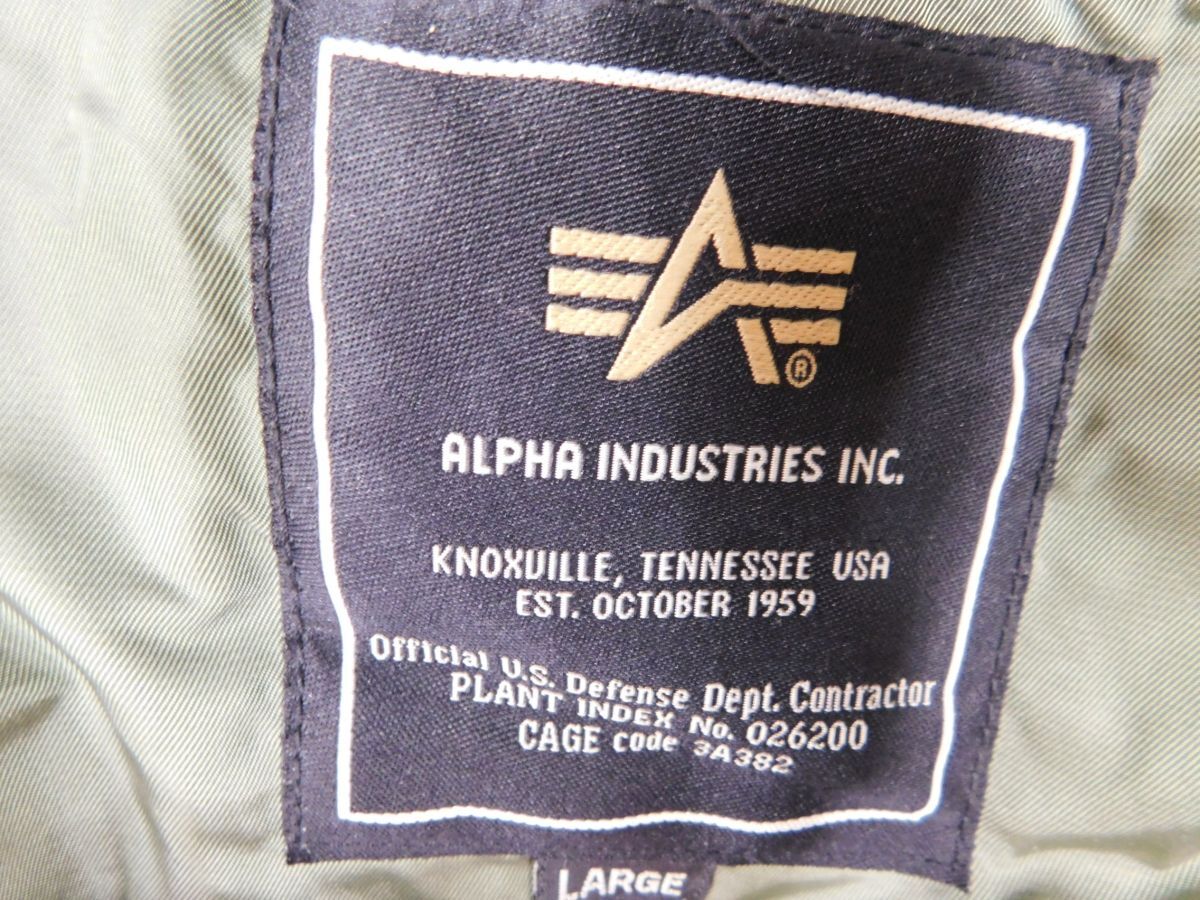 ®
ALPHA INDUSTRIES INC.
KNOXVILLE, TENNESSEE USA
EST. OCTOBER 1959
Official U.S. Defense Dept. Contractor
PLANT INDEX No. 026200
CAGE code 3A382
LARGE